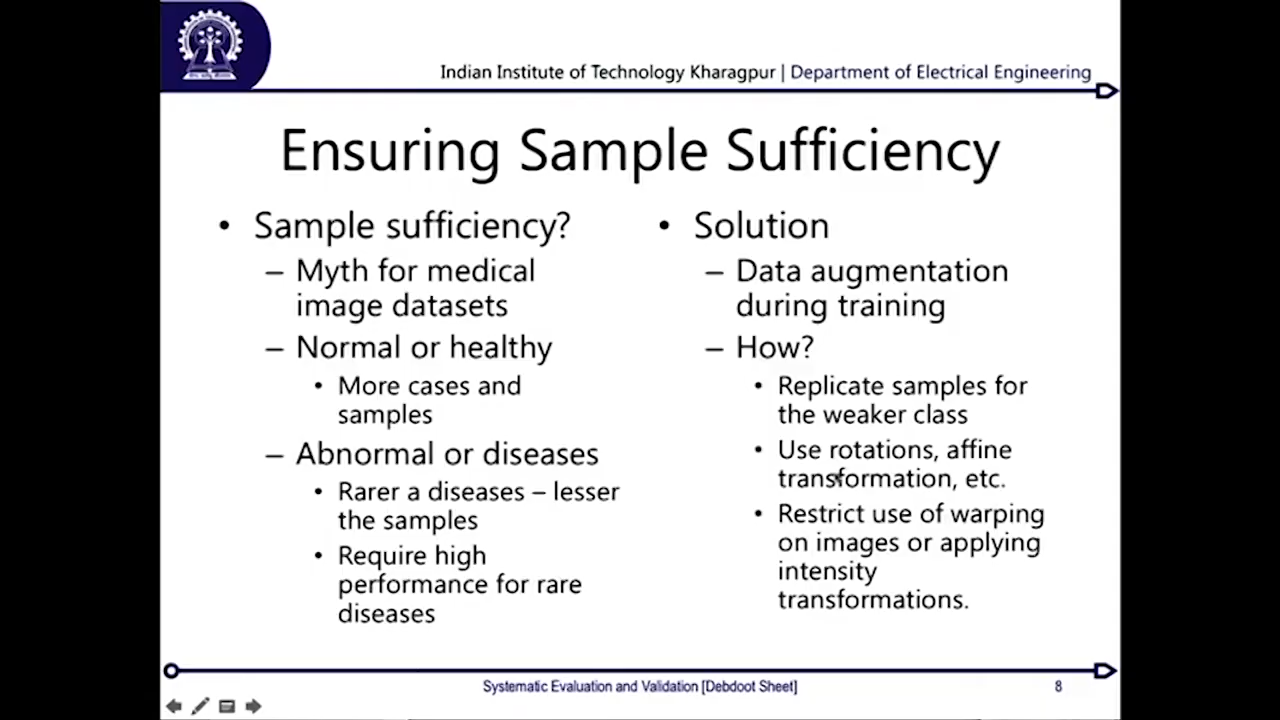 Indian Institute of Technology Kharagpur | Department of Electrical Engineering
Ensuring Sample Sufficiency
• Sample sufficiency?
– Myth for medical
image datasets
– Normal or healthy
• More cases and
samples
– Abnormal or diseases
• Rarer a diseases – lesser
the samples
• Require high
performance for rare
diseases
• Solution
– Data augmentation
during training
– How?
• Replicate samples for
the weaker class
• Use rotations, affine
transformation, etc.
• Restrict use of warping
on images or applying
intensity
transformations.
Systematic Evaluation and Validation [Debdoot Sheet]
8